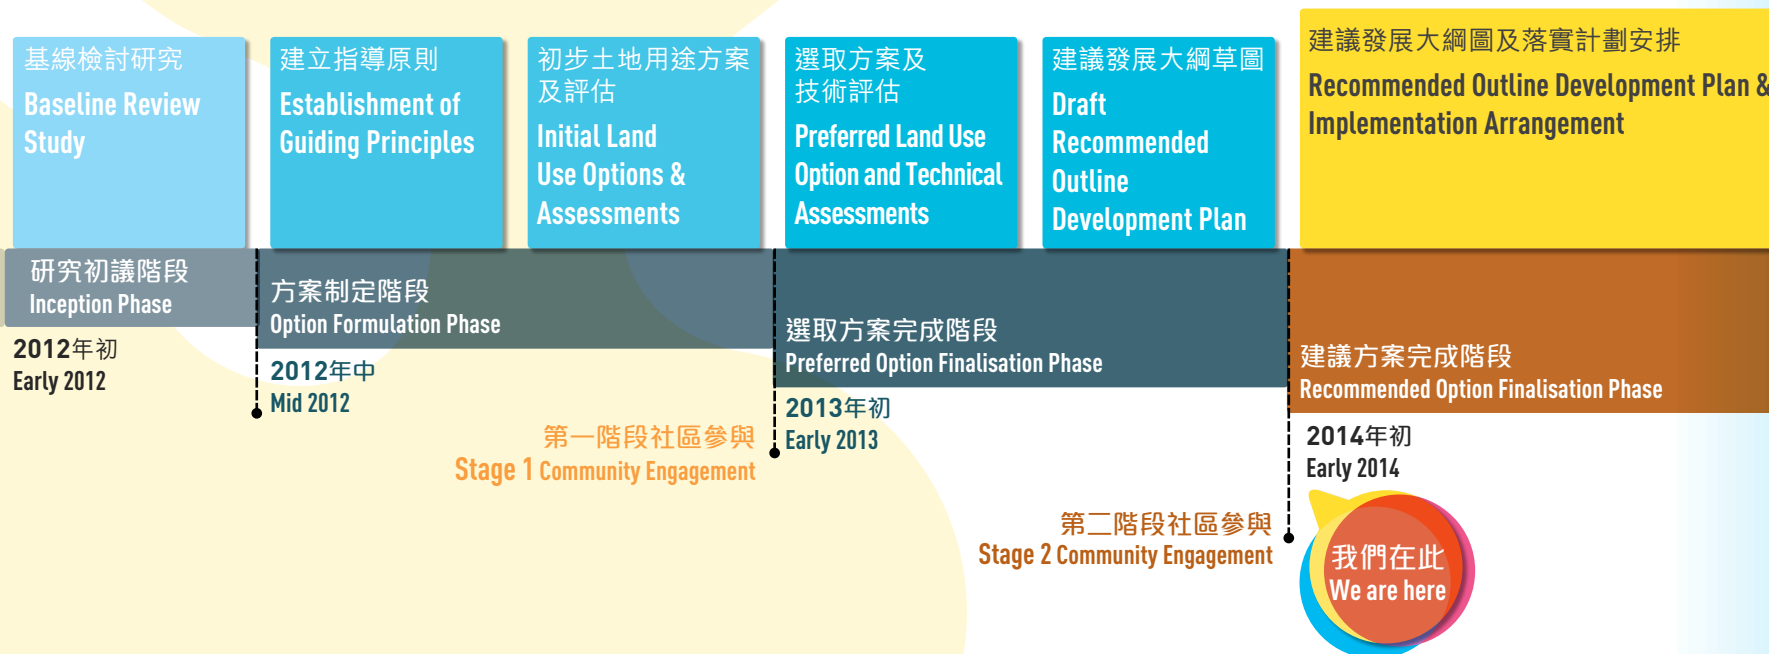 基線檢討研究
Baseline Review
Study
建立指導原則
Establishment of
Guiding Principles
初步土地用途方案
及評估
Initial Land
Use Options &
Assessments
選取方案及
技術評估
Preferred Land Use
Option and Technical
Assessments
建議發展大綱草圖
Draft
Recommended
Outline
Development Plan
建議發展大綱圖及落實計劃安排
Recommended Outline Development Plan &
Implementation Arrangement
研究初議階段
Inception Phase
2012年初
Early 2012
方案制定階段
Option Formulation Phase
2012年中
Mid 2012
第一階段社區參與
Stage 1 Community Engagement
選取方案完成階段
Preferred Option Finalisation Phase
2013年初
Early 2013
第二階段社區參與
Stage 2 Community Engagement
建議方案完成階段
Recommended Option Finalisation Phase
2014年初
Early 2014
我們在此
We are here